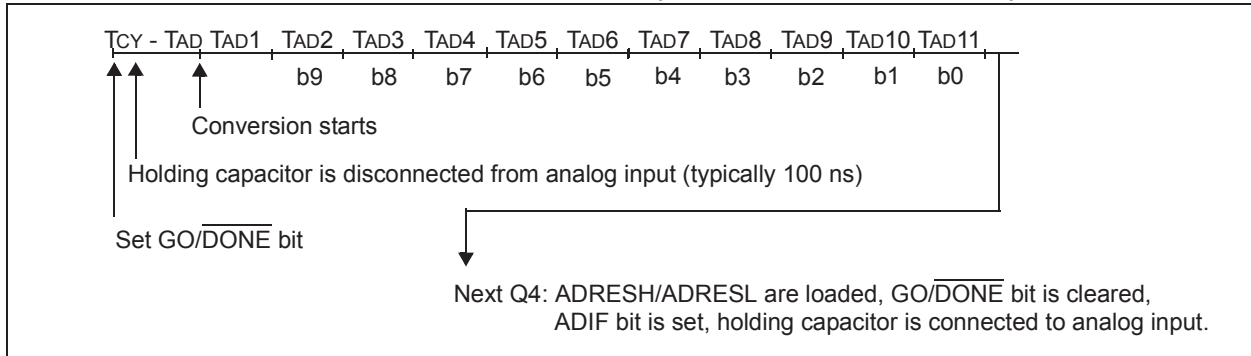 TCY - TAD TAD1 TAD2 TAD3 TAD4 TAD5 TAD6 TAD7 TAD8 TAD9 TAD10 TAD11
b9 b8 b7 b6 b5 b4 b3 b2 b1 b0
Conversion starts
Holding capacitor is disconnected from analog input (typically 100 ns)
Set GO/DONE bit
Next Q4: ADRESH/ADRESL are loaded, GO/DONE bit is cleared,
ADIF bit is set, holding capacitor is connected to analog input.